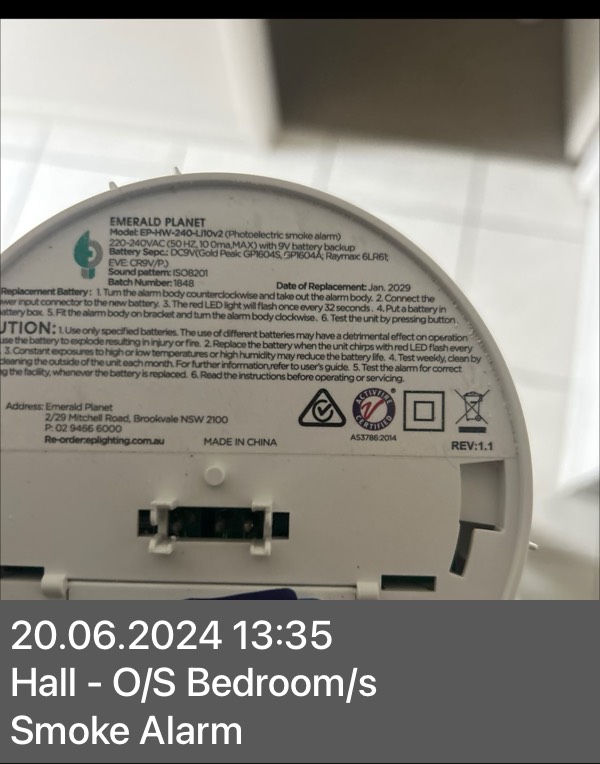 EMERALD PLANET
Model: EP-HW-240-LI10v2 (Photoelectric smoke alarm)
220-240VAC (50 HZ, 10 0ma,MAX) with 9V battery backup
Battery Sepc.: DC9V(Gold Peak: GP1604S, GP1604A; Raymax: 6LR61;
EVE: CR9V/P.)
Sound pattern: ISO8201
Batch Number: 1848 Date of Replacement: Jan. 2029
Replacement Battery: 1. Turn the alarm body counterclockwise and take out the alarm body. 2. Connect the
input connector to the new battery. 3. The red LED light will flash once every 32 seconds. 4. Put a battery in
box. 5. Fit the alarm body on bracket and turn the alarm body clockwise. 6. Test the unit by pressing button
1. Use only specified batteries. The use of different batteries may have a detrimental effect on operation
the battery to explode resulting in injury or fire. 2. Replace the battery when the unit chirps with red LED flash every
3. Constant exposures to high or low temperatures or high humidity may reduce the battery life. 4. Test weekly, clean by
cleaning the outside of the unit each month. For further information,refer to user's guide. 5. Test the alarm for correct
the facility, whenever the battery is replaced. 6. Read the instructions before operating or servicing.
Address: Emerald Planet
2/29 Mitchell Road, Brookvale NSW 2100
P: 02 9466 6000
Re-order:eplighting.com.au MADE IN CHINA
ACTIVFIRE
CERTIFIED
AS3786:2014
REV:1.1
20.06.2024 13:35
Hall - O/S Bedroom/s
Smoke Alarm